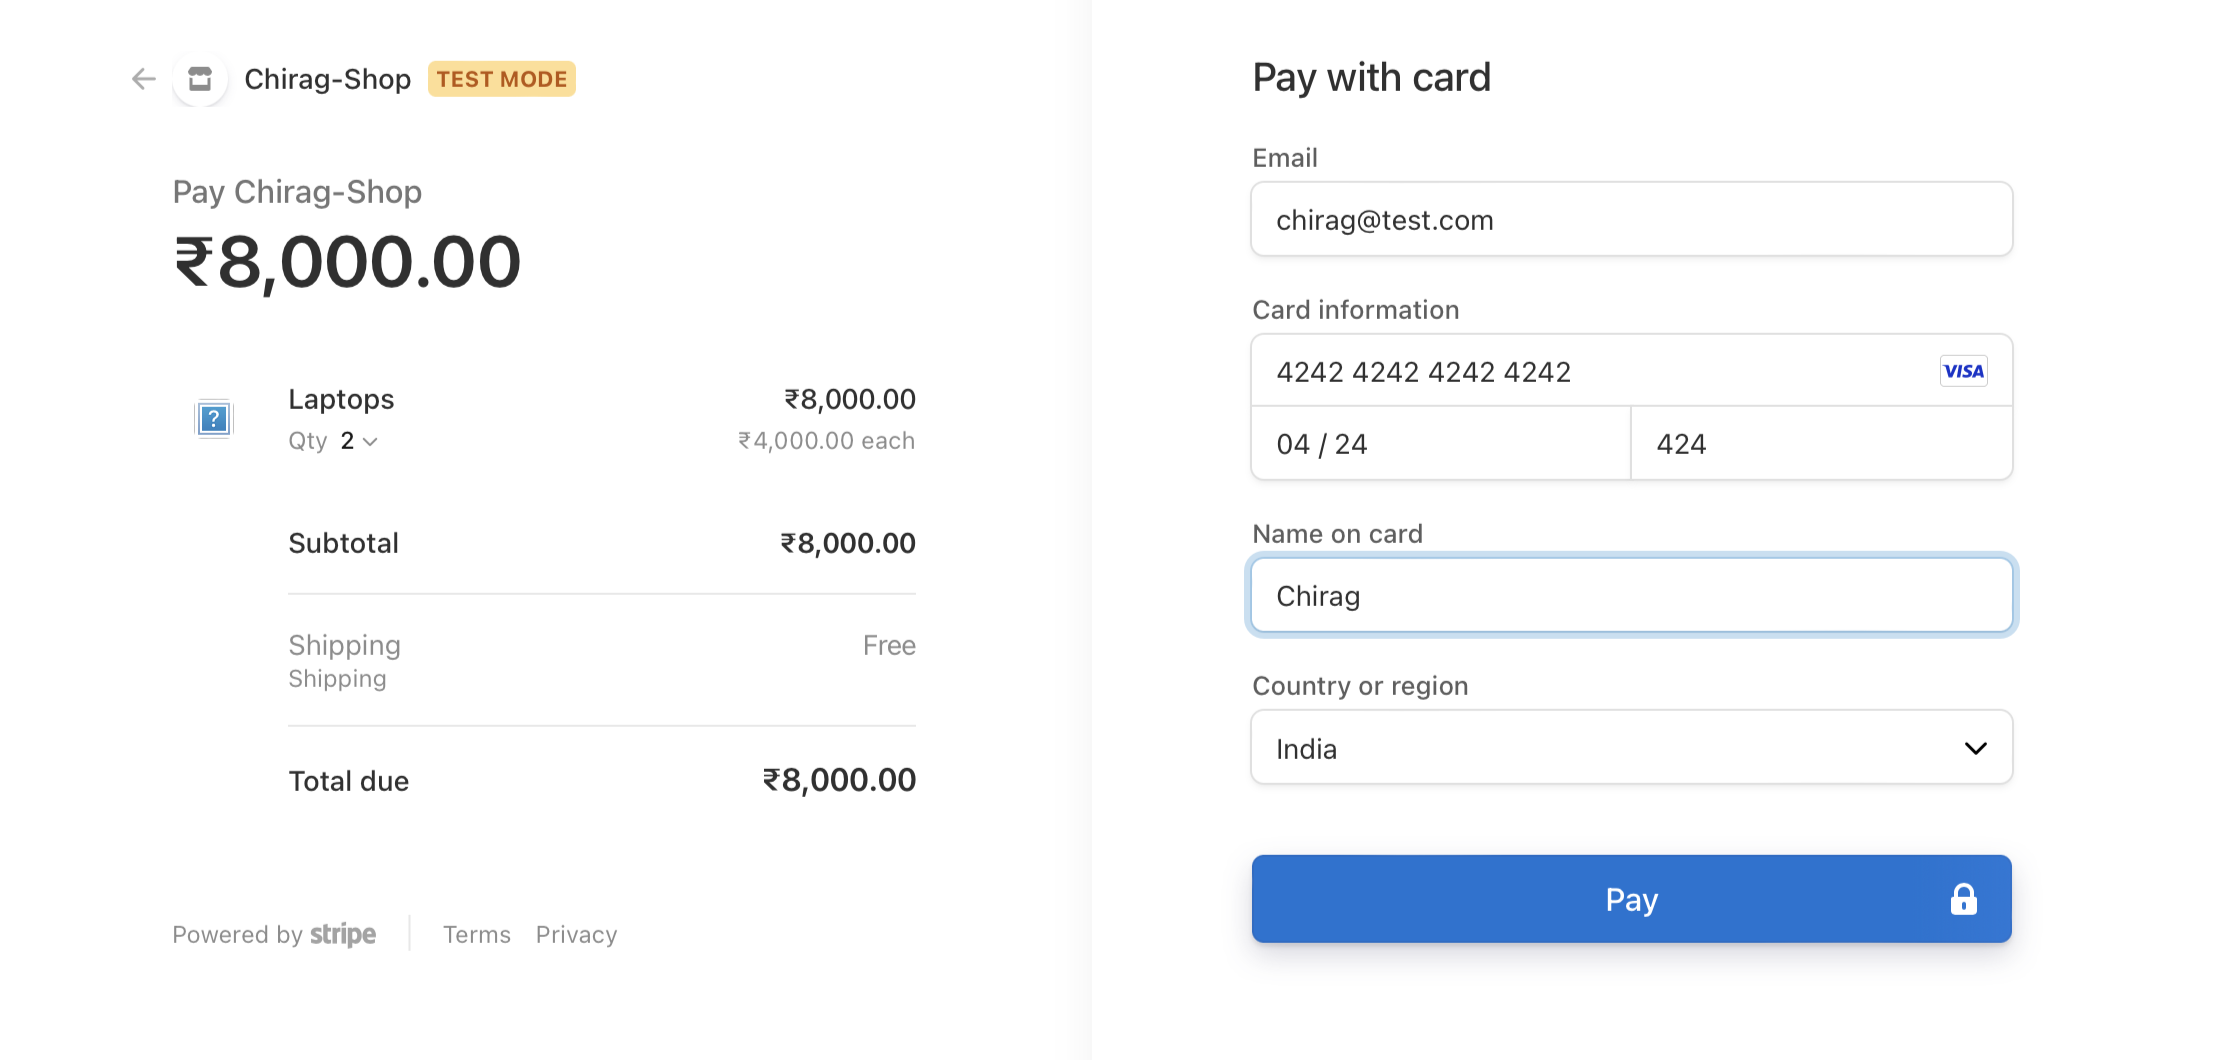 Chirag-Shop TEST MODE
Pay Chirag-Shop
₹8,000.00
Laptops ₹8,000.00
Qty 2 ₹4,000.00 each
Subtotal ₹8,000.00
Shipping Free
Shipping
Total due ₹8,000.00
Powered by stripe Terms Privacy
Pay with card
Email
chirag@test.com
Card information
4242 4242 4242 4242 VISA
04 / 24 424
Name on card
Chirag
Country or region
India
Pay